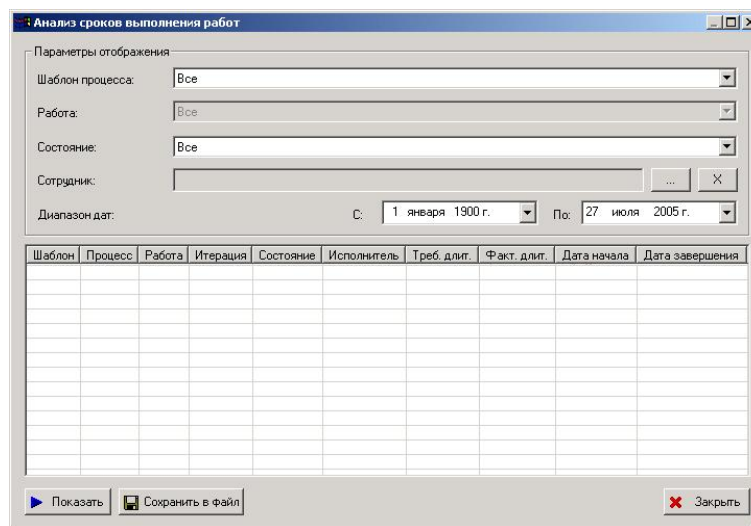 Анализ сроков выполнения работ
Параметры отображения
Шаблон процесса: Все
Работа: Все
Состояние: Все
Сотрудник: ... X
Диапазон дат: С: 1 января 1900 г. По: 27 июля 2005 г.
Шаблон Процесс Работа Итерация Состояние Исполнитель Треб. длит. Факт. длит. Дата начала Дата завершения
Показать Сохранить в файл Закрыть